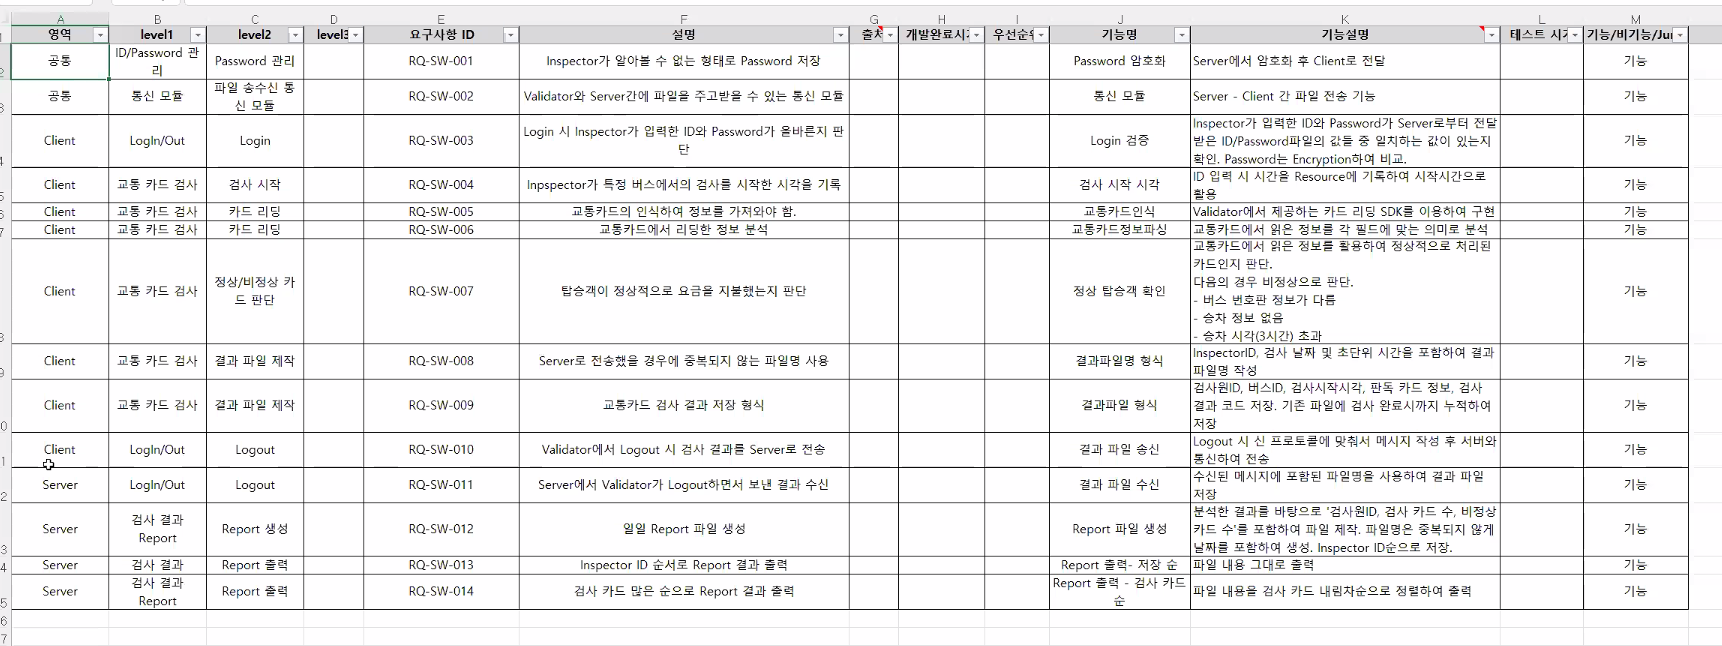 A B C D E F G H I J K L M
영역 level1 level2 level3 요구사항 ID 설명 출처 개발완료시기 우선순위 기능명 기능설명 테스트 시기 기능/비기능/Jun
공통 ID/Password 관리 Password 관리 RQ-SW-001 Inspector가 알아볼 수 없는 형태로 Password 저장 Password 암호화 Server에서 암호화 후 Client로 전달 기능
공통 통신 모듈 파일 송수신 통신 모듈 RQ-SW-002 Validator와 Server간에 파일을 주고받을 수 있는 통신 모듈 통신 모듈 Server - Client 간 파일 전송 기능 기능
Client LogIn/Out Login RQ-SW-003 Login 시 Inspector가 입력한 ID와 Password가 올바른지 판단 Login 검증 Inspector가 입력한 ID와 Password가 Server로부터 전달
받은 ID/Password파일의 값들 중 일치하는 값이 있는지
확인. Password는 Encryption하여 비교. 기능
Client 교통 카드 검사 검사 시작 RQ-SW-004 Inpspector가 특정 버스에서의 검사를 시작한 시각을 기록 검사 시작 시각 ID 입력 시 시간을 Resource에 기록하여 시작시간으로
활용 기능
Client 교통 카드 검사 카드 리딩 RQ-SW-005 교통카드의 인식하여 정보를 가져와야 함. 교통카드인식 Validator에서 제공하는 카드 리딩 SDK를 이용하여 구현 기능
Client 교통 카드 검사 카드 리딩 RQ-SW-006 교통카드에서 리딩한 정보 분석 교통카드정보파싱 교통카드에서 읽은 정보를 각 필드에 맞는 의미로 분석 기능
Client 교통 카드 검사 정상/비정상 카드 판단 RQ-SW-007 탑승객이 정상적으로 요금을 지불했는지 판단 정상 탑승객 확인 교통카드에서 읽은 정보를 활용하여 정상적으로 처리된
카드인지 판단.
다음의 경우 비정상으로 판단.
- 버스 번호판 정보가 다름
- 승차 정보 없음
- 승차 시각(3시간) 초과 기능
Client 교통 카드 검사 결과 파일 제작 RQ-SW-008 Server로 전송했을 경우에 중복되지 않는 파일명 사용 결과파일명 형식 InspectorID, 검사 날짜 및 초단위 시간을 포함하여 결과
파일명 작성 기능
Client 교통 카드 검사 결과 파일 제작 RQ-SW-009 교통카드 검사 결과 저장 형식 결과파일 형식 검사원ID, 버스ID, 검사시작시각, 판독 카드 정보, 검사
결과 코드 저장. 기존 파일에 검사 완료시까지 누적하여
저장 기능
Client LogIn/Out Logout RQ-SW-010 Validator에서 Logout 시 검사 결과를 Server로 전송 결과 파일 송신 Logout 시 신 프로토콜에 맞춰서 메시지 작성 후 서버와
통신하여 전송 기능
Server LogIn/Out Logout RQ-SW-011 Server에서 Validator가 Logout하면서 보낸 결과 수신 결과 파일 수신 수신된 메시지에 포함된 파일명을 사용하여 결과 파일
저장 기능
Server 검사 결과 Report Report 생성 RQ-SW-012 일일 Report 파일 생성 Report 파일 생성 분석한 결과를 바탕으로 '검사원ID, 검사 카드 수, 비정상
카드 수'를 포함하여 파일 제작. 파일명은 중복되지 않게
날짜를 포함하여 생성. Inspector ID순으로 저장. 기능
Server 검사 결과 Report 출력 RQ-SW-013 Inspector ID 순서로 Report 결과 출력 Report 출력- 저장 순 파일 내용 그대로 출력 기능
Server 검사 결과 Report Report 출력 RQ-SW-014 검사 카드 많은 순으로 Report 결과 출력 Report 출력 - 검사 카드 순 파일 내용을 검사 카드 내림차순으로 정렬하여 출력 기능